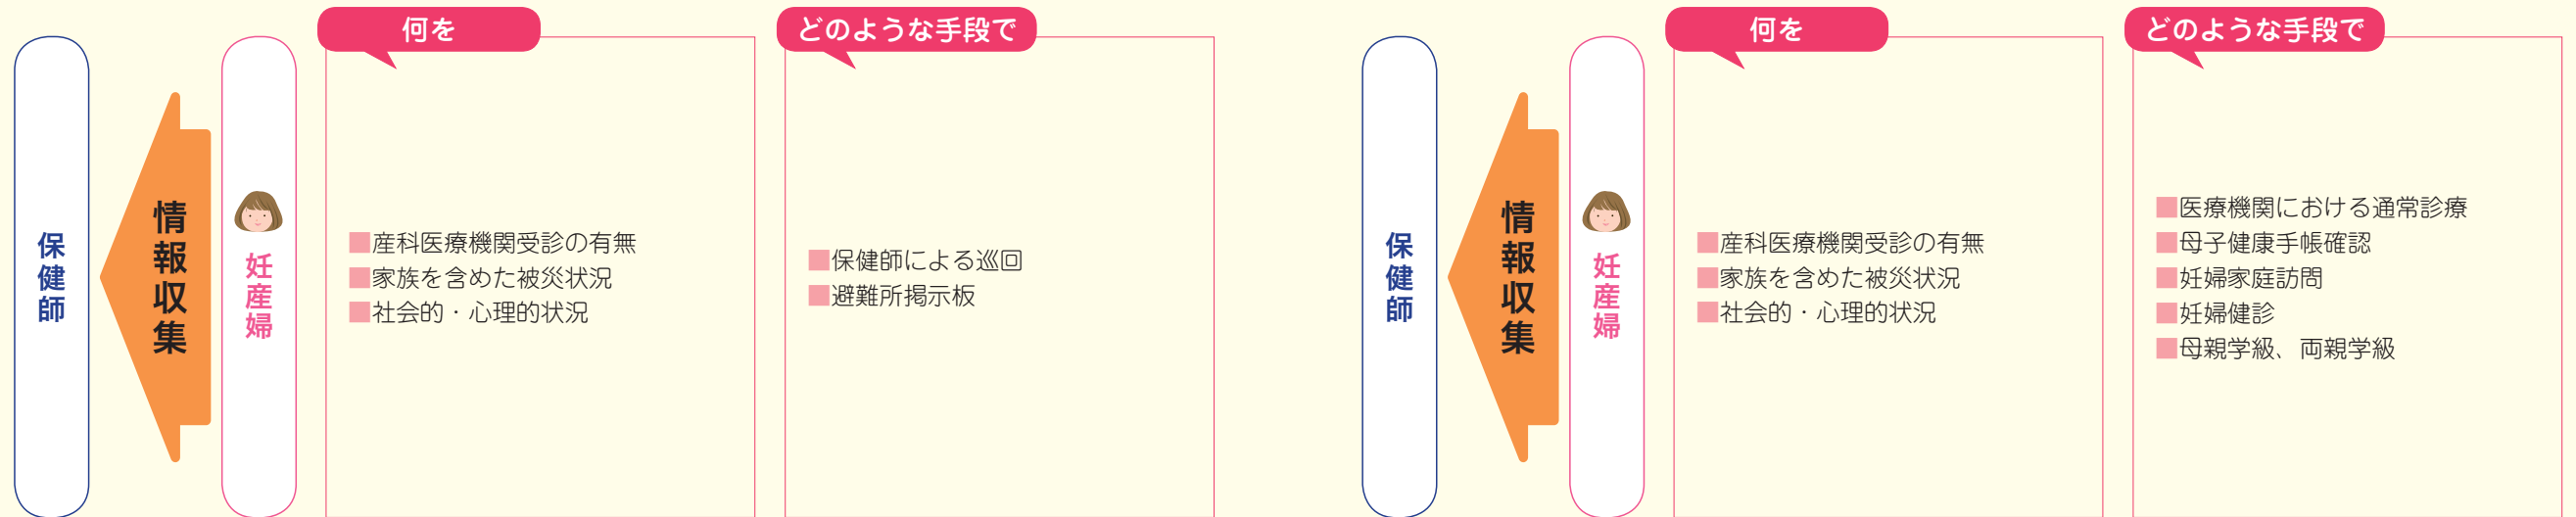 保健師
情報収集
妊産婦
何を
■産科医療機関受診の有無
■家族を含めた被災状況
■社会的・心理的状況
どのような手段で
■保健師による巡回
■避難所掲示板
保健師
情報収集
妊産婦
何を
■産科医療機関受診の有無
■家族を含めた被災状況
■社会的・心理的状況
どのような手段で
■医療機関における通常診療
■母子健康手帳確認
■妊婦家庭訪問
■妊婦健診
■母親学級、両親学級